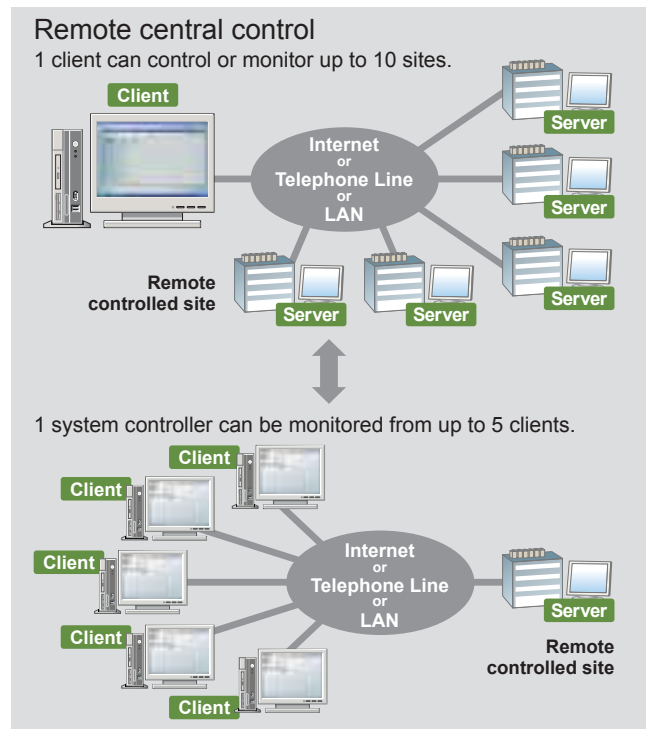 Remote central control
1 client can control or monitor up to 10 sites.
Client
Server
Internet
or
Telephone Line
or
LAN
Server
Server
Remote
controlled site
Server
Server
1 system controller can be monitored from up to 5 clients.
Client
Client
Client
Internet
or
Telephone Line
or
LAN
Server
Client
Client
Remote
controlled site